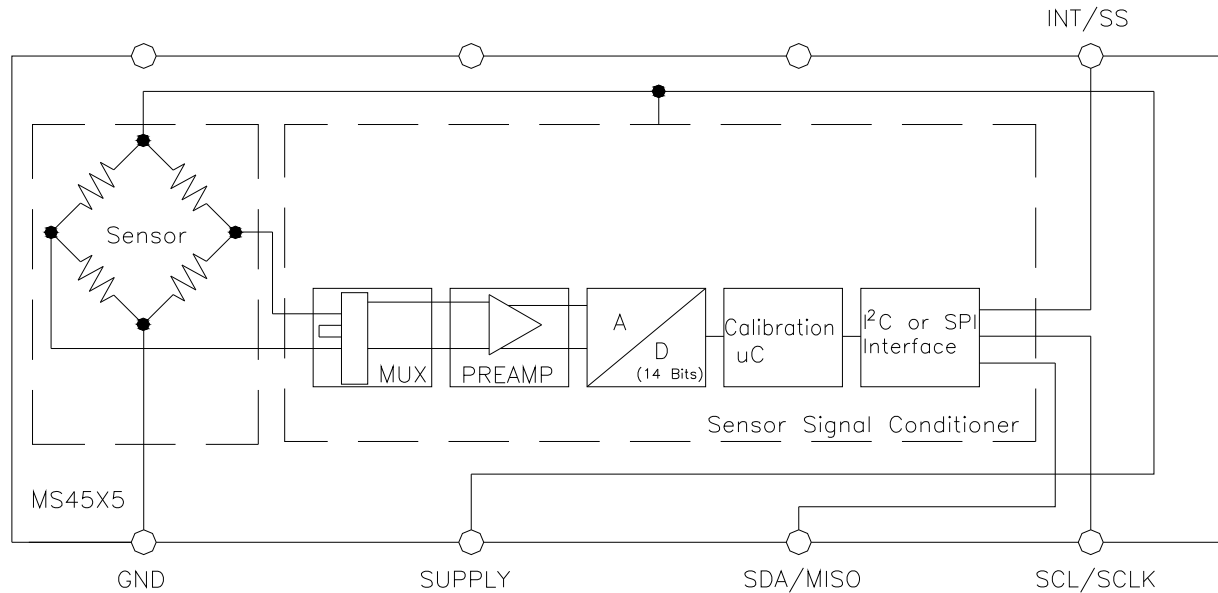 INT/SS
Sensor
MUX
PREAMP
A
D
(14 Bits)
Calibration
uC
I²C or SPI
Interface
Sensor Signal Conditioner
MS45X5
GND
SUPPLY
SDA/MISO
SCL/SCLK